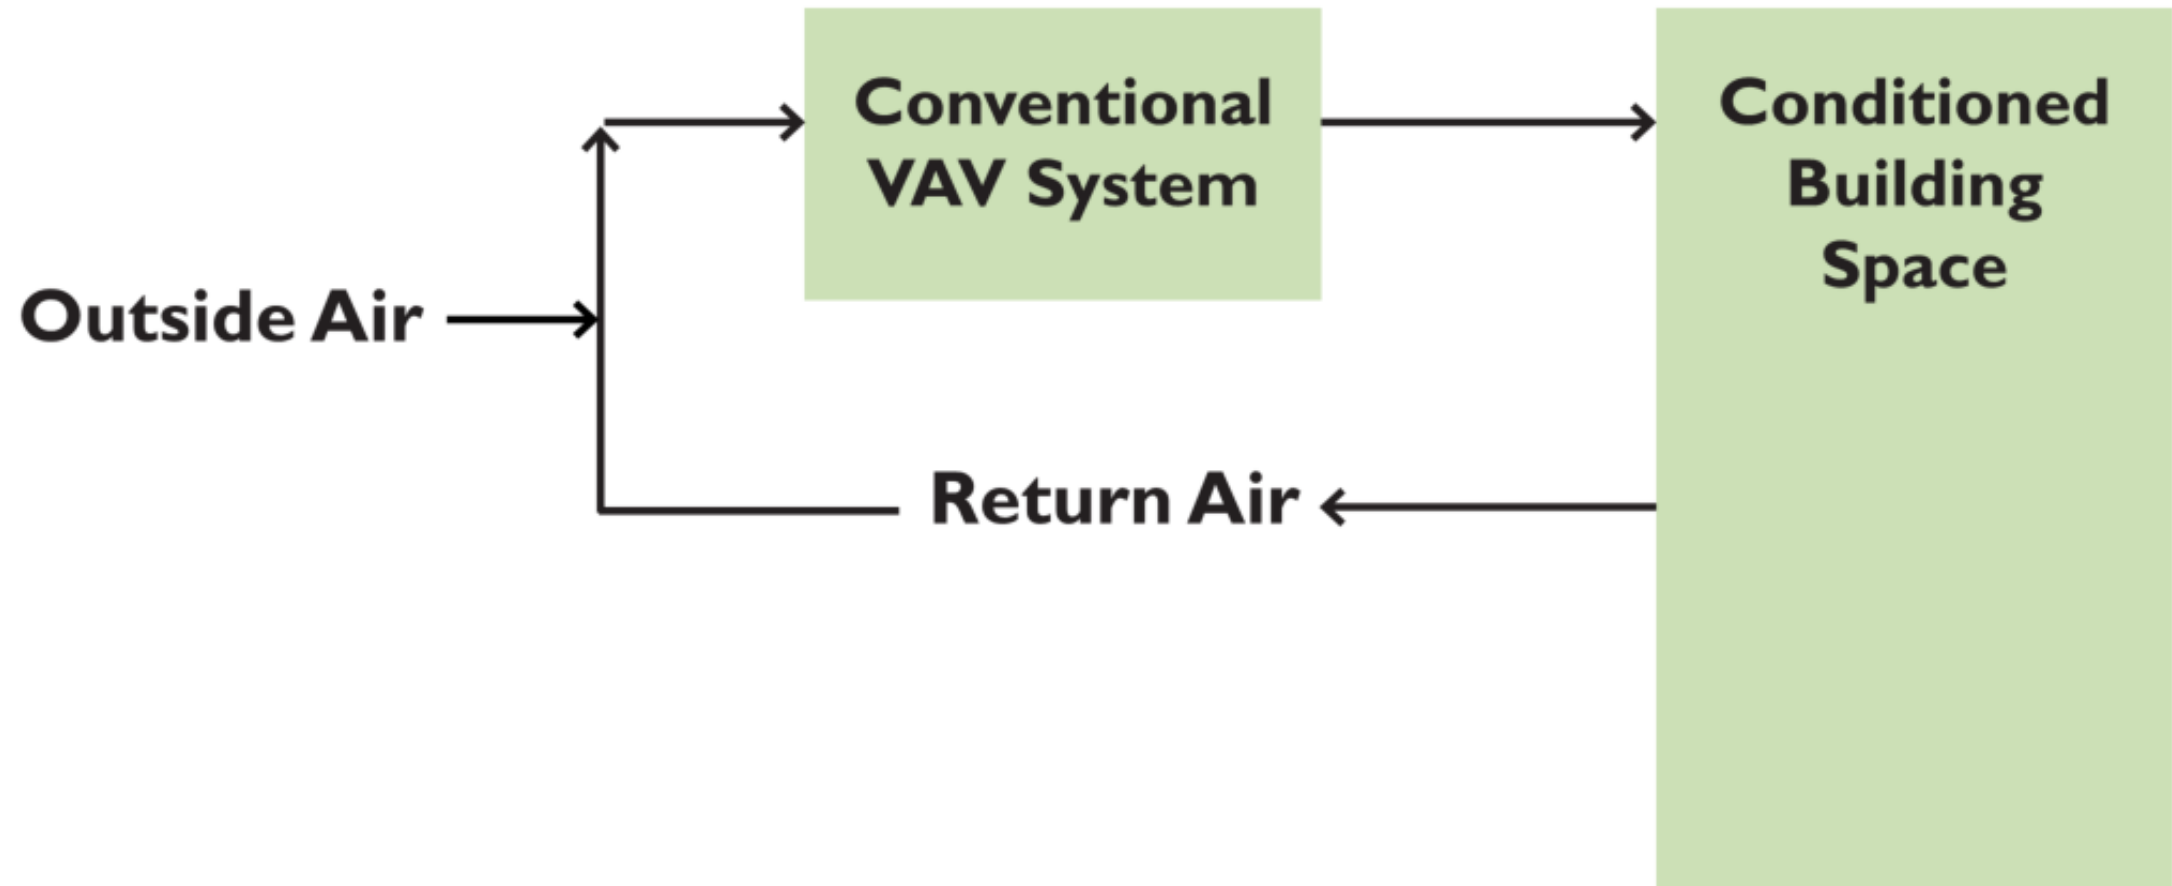 Conventional
VAV System
Conditioned
Building
Space
Outside Air
Return Air